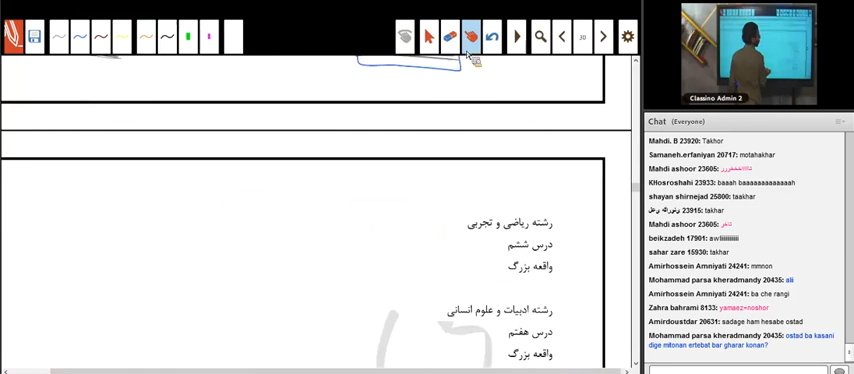 30
رشته ریاضی و تجربی
درس ششم
واقعه بزرگ
رشته ادبیات و علوم انسانی
درس هفتم
واقعه بزرگ
Classino Admin 2
Chat (Everyone)
Mahdi. B 23920: Takhor
Samaneh.erfaniyan 20717: motahakhar
Mahdi ashoor 23605:
KHosroshahi 23933: baaah baaaaaaaaaaaaah
shayan shirnejad 25800: taakhar
23915: takhar
Mahdi ashoor 23605: تاخر
beikzadeh 17901: awliiiiiiiiii
sahar zare 15930: takhar
Amirhossein Amniyati 24241: mmnon
Mohammad parsa kheradmandy 20435: ali
Amirhossein Amniyati 24241: ba che rangi
Zahra bahrami 8133: yamaez+noshor
Amirdoustdar 20631: sadage ham hesabe ostad
Mohammad parsa kheradmandy 20435: ostad ba kasani
dige mitonan ertebat bar gharar konan?